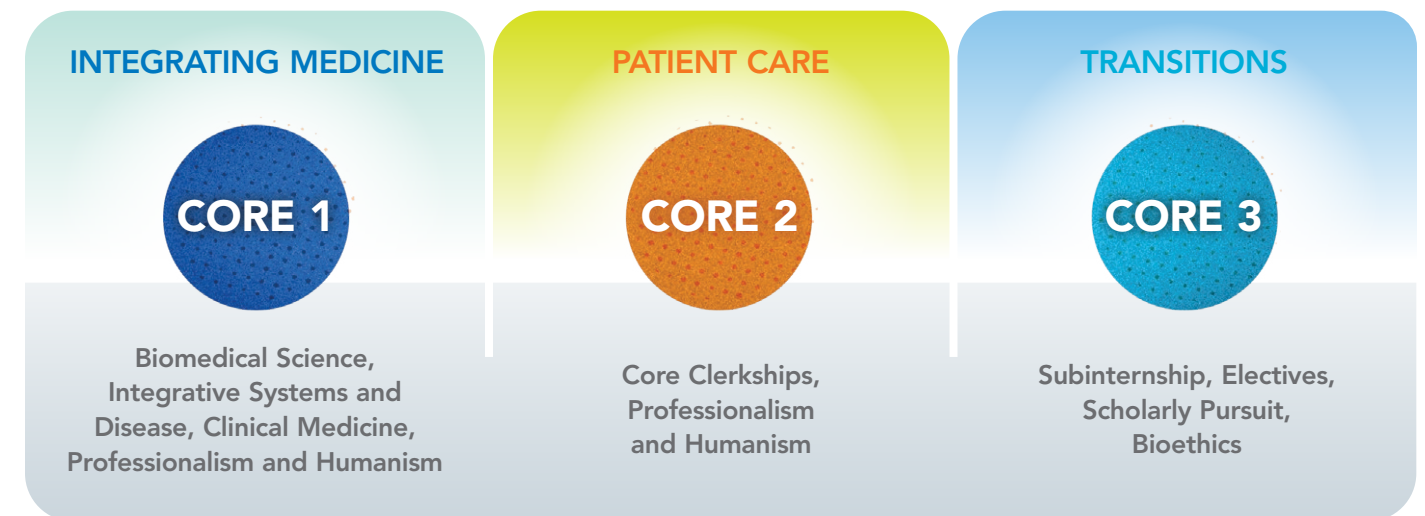 INTEGRATING MEDICINE
CORE 1
Biomedical Science,
Integrative Systems and
Disease, Clinical Medicine,
Professionalism and Humanism
PATIENT CARE
CORE 2
Core Clerkships,
Professionalism
and Humanism
TRANSITIONS
CORE 3
Subinternship, Electives,
Scholarly Pursuit,
Bioethics